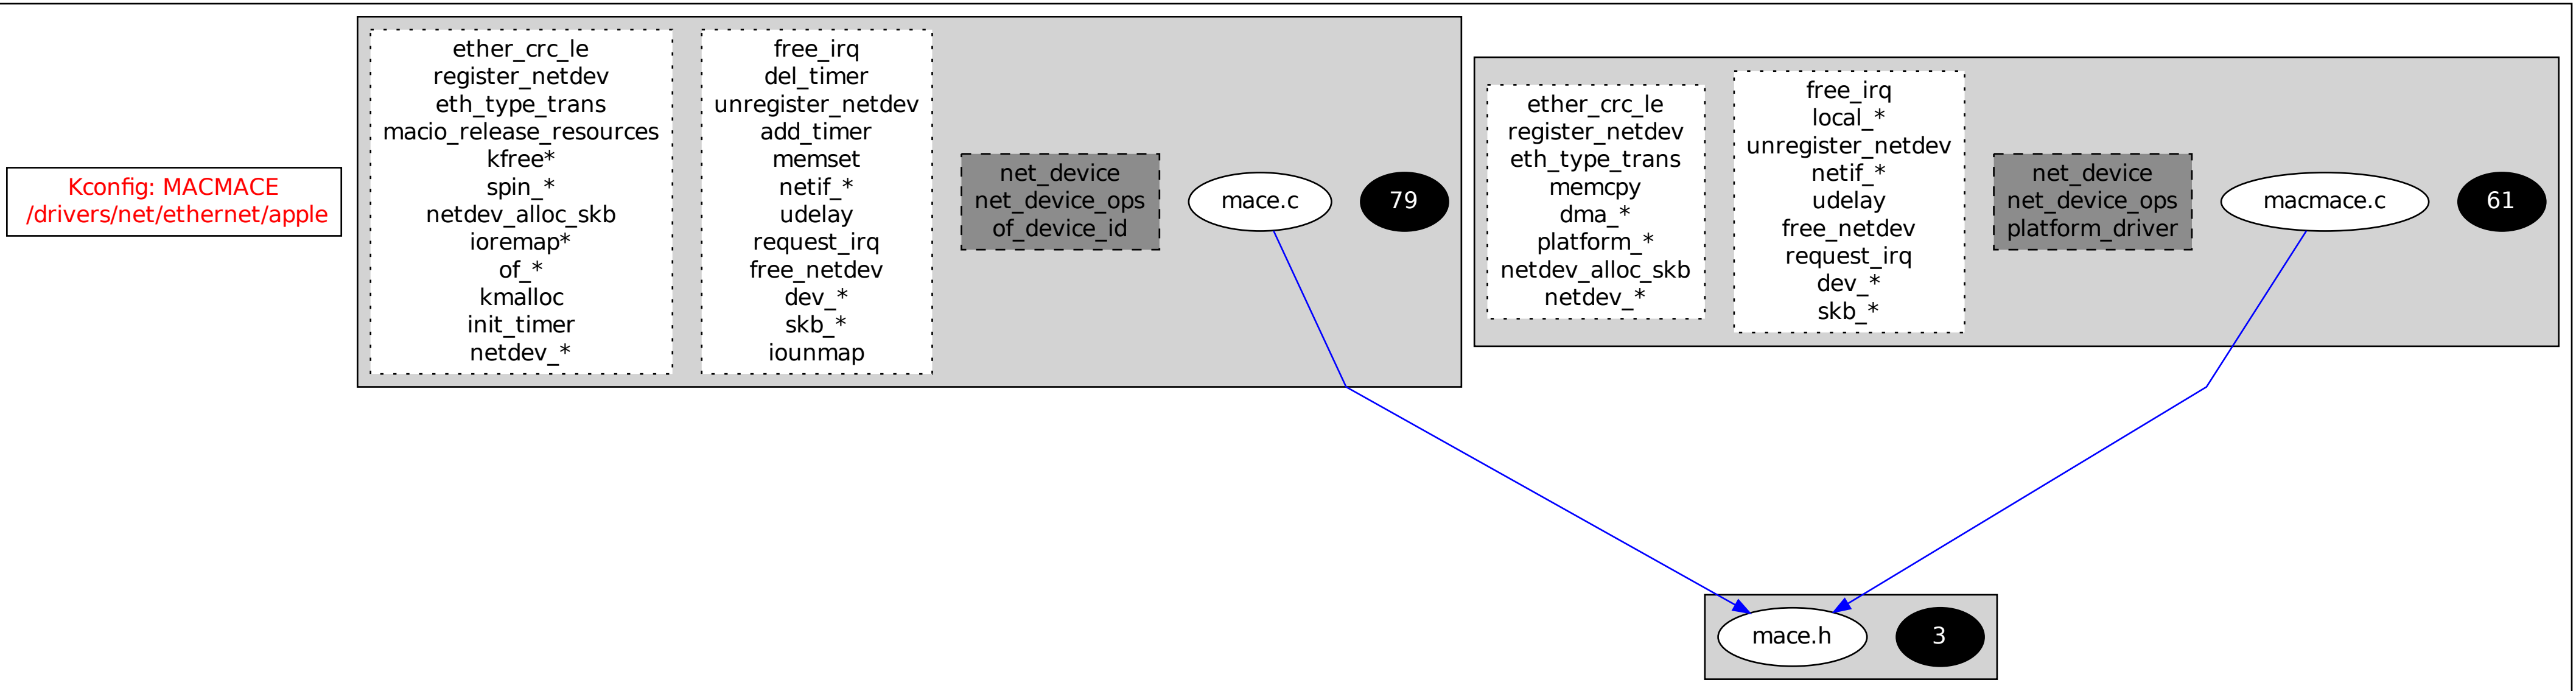 Kconfig: MACMACE
/drivers/net/ethernet/apple
ether_crc_le
register_netdev
eth_type_trans
macio_release_resources
kfree*
spin_*
netdev_alloc_skb
ioremap*
of_*
kmalloc
init_timer
netdev_*
free_irq
del_timer
unregister_netdev
add_timer
memset
netif_*
udelay
request_irq
free_netdev
dev_*
skb_*
iounmap
net_device
net_device_ops
of_device_id
mace.c
79
ether_crc_le
register_netdev
eth_type_trans
memcpy
dma_*
platform_*
netdev_alloc_skb
netdev_*
free_irq
local_*
unregister_netdev
netif_*
udelay
free_netdev
request_irq
dev_*
skb_*
net_device
net_device_ops
platform_driver
macmace.c
61
mace.h
3